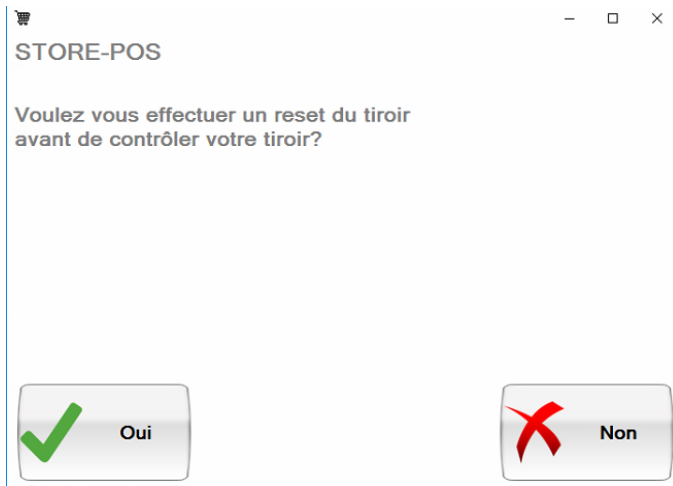 STORE-POS
Voulez vous effectuer un reset du tiroir
avant de contrôler votre tiroir?
Oui
Non